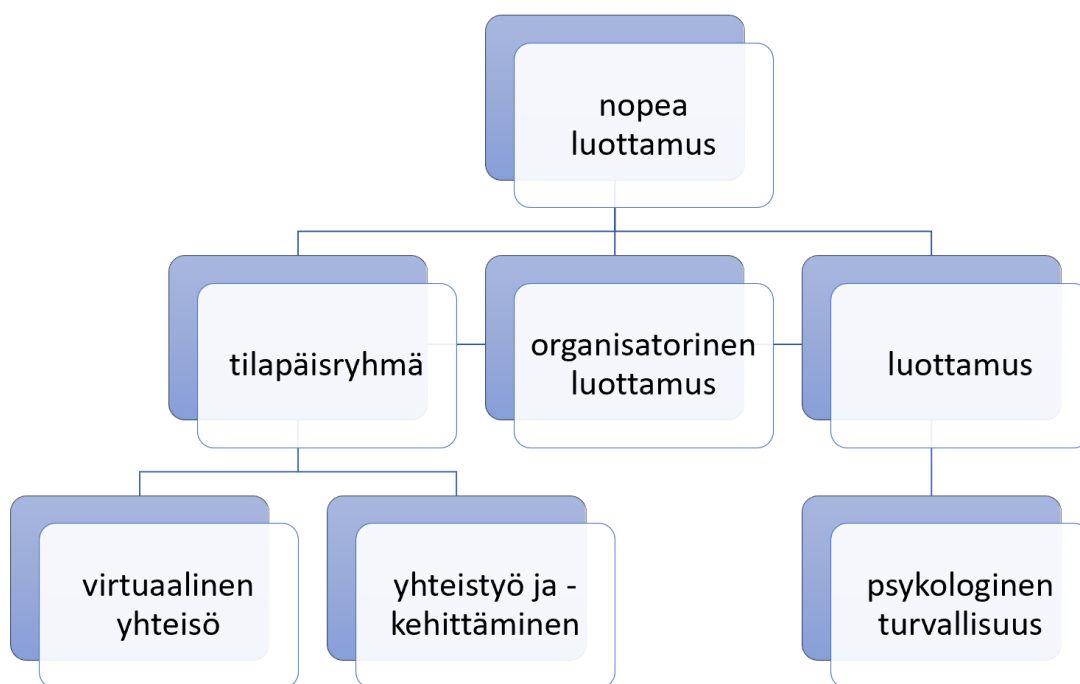 nopea
luottamus
tilapäisryhmä
organisatorinen
luottamus
luottamus
virtuaalinen
yhteisö
yhteistyö ja -
kehittäminen
psykologinen
turvallisuus